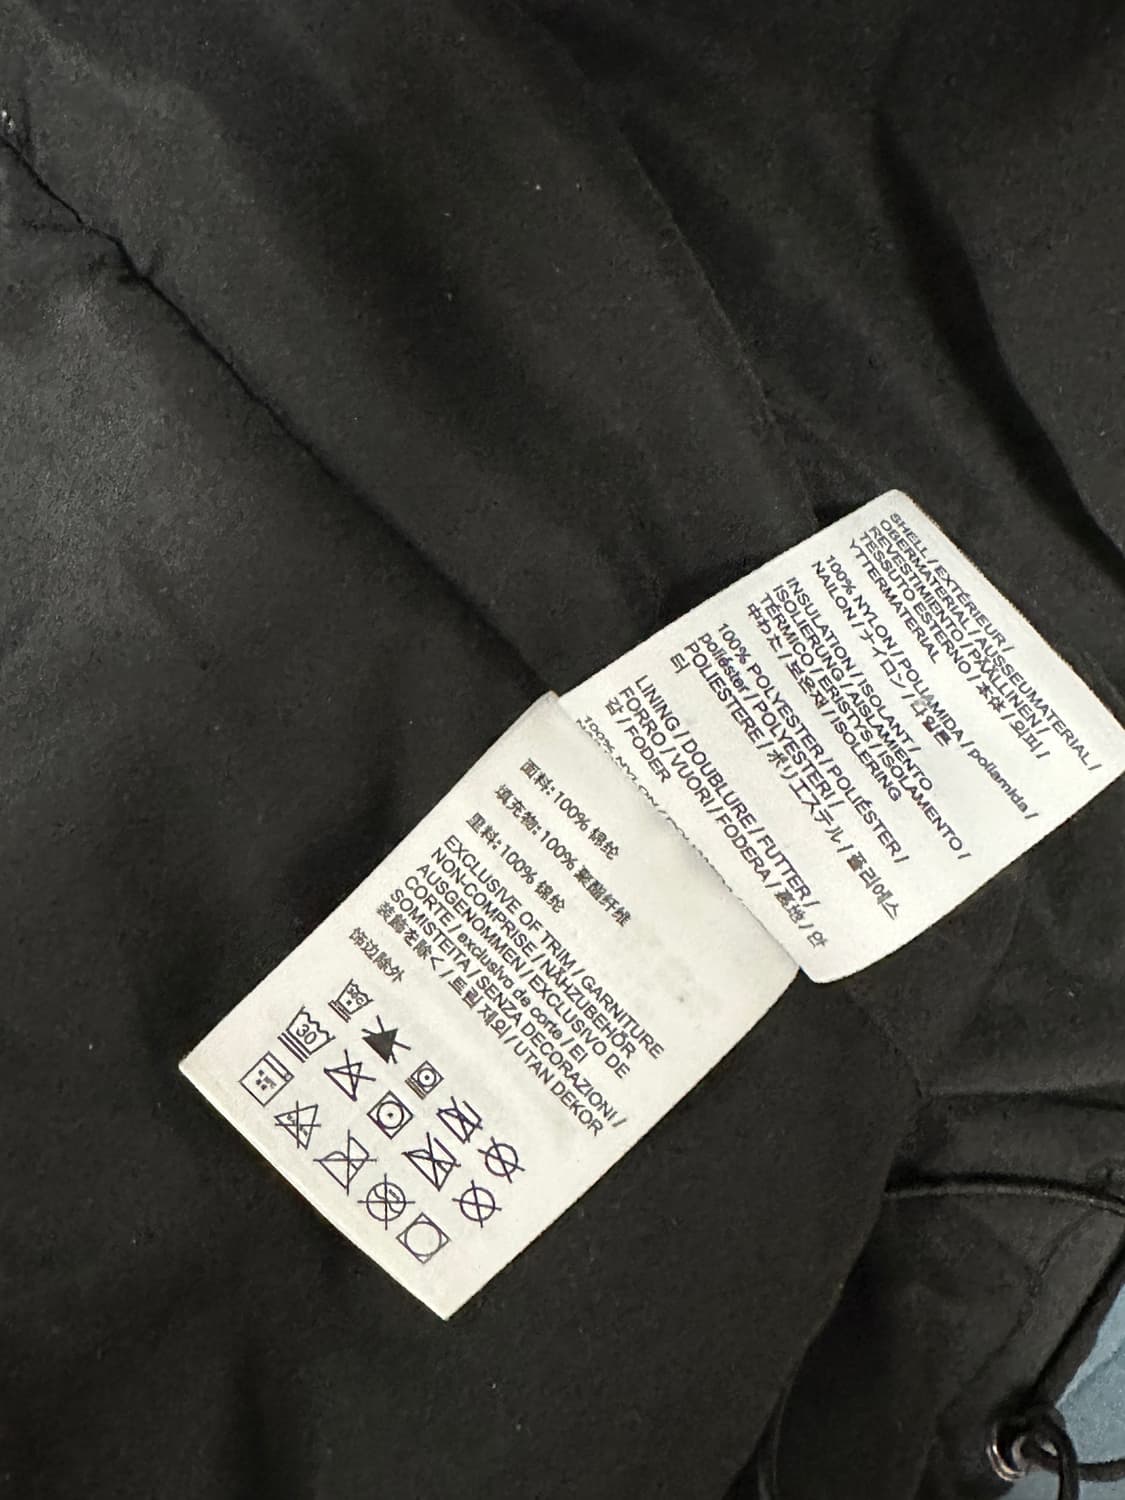 SHELL / EXTÉRIEUR /
OBERMATERIAL / AUSSEUMATERIAL /
REVESTIMIENTO / PÄÄLLINEN /
TESSUTO ESTERNO / 本体 / 외피 /
YTTERMATERIAL
100% NYLON / POLIAMIDA / poliamida /
NAILON / ナイロン / 나일론
INSULATION / ISOLANT /
ISOLIERUNG / AISLAMIENTO
TÉRMICO / ERISTYS / ISOLAMENTO /
中わた / 보온재 / ISOLERING
100% POLYESTER / POLIÉSTER /
poliéster / POLYESTERI /
POLIESTERE / ポリエステル / 폴리에스
터
LINING / DOUBLURE / FUTTER /
FORRO / VUORI / FODERA / 裏地 / 안
감 / FODER
100% NYLON /
面料: 100% 锦纶
填充物: 100% 聚酯纤维
里料: 100% 锦纶
EXCLUSIVE OF TRIM / GARNITURE
NON-COMPRISE / NÄHZUBEHÖR
AUSGENOMMEN / EXCLUSIVO DE
CORTE / exclusivo de corte / EI
SOMISTEITA / SENZA DECORAZIONI /
装飾を除く / 트림 제외 / UTAN DEKOR
饰边除外
30